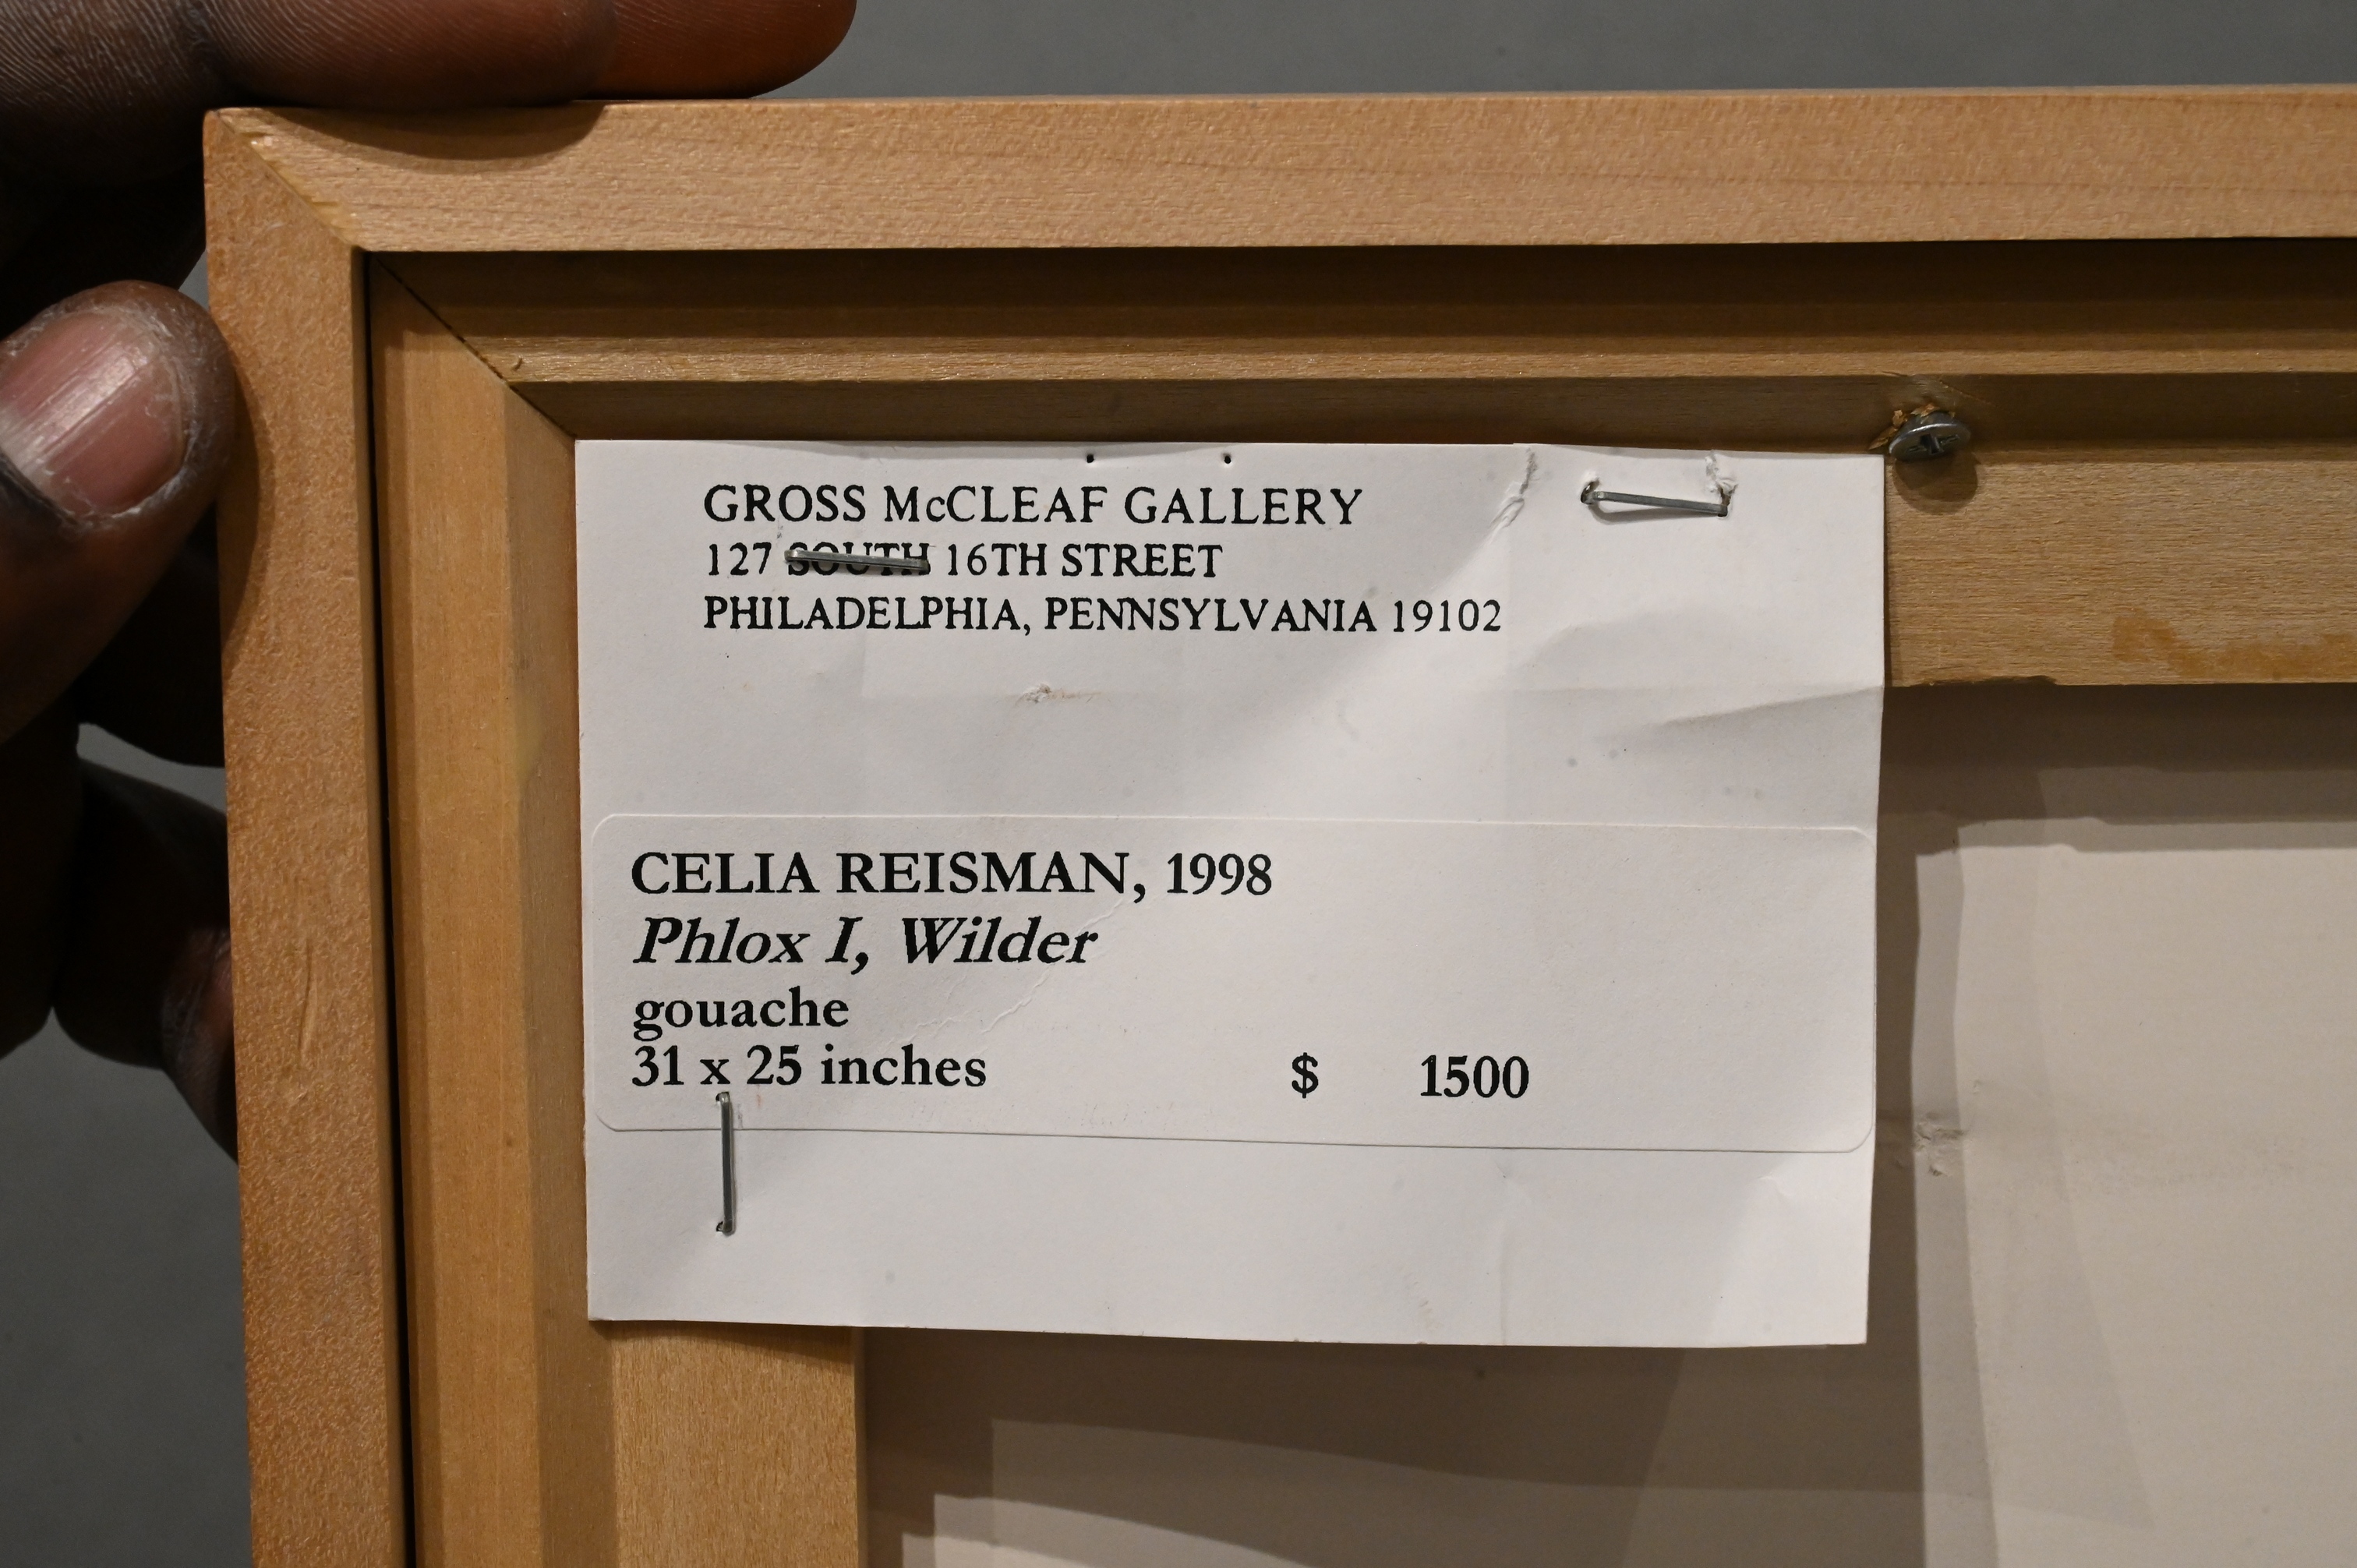 GROSS McCLEAF GALLERY
127 SOUTH 16TH STREET
PHILADELPHIA, PENNSYLVANIA 19102
CELIA REISMAN, 1998
Phlox I, Wilder
gouache
31 x 25 inches $ 1500